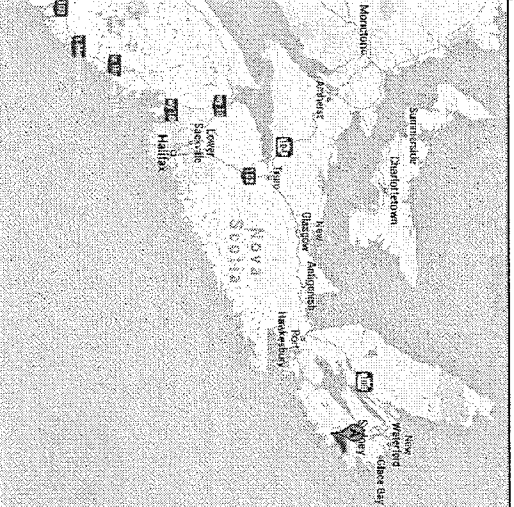 Moncton
Summerside
Amherst
Charlottetown
Truro
New
Glasgow
Antigonish
Lower
Sackville
Halifax
Nova
Scotia
Port
Hawkesbury
New
Waterford
Sydney
Glace Bay